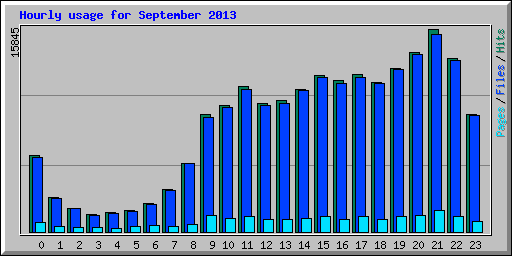 Hourly usage for September 2013
15845
Pages / Files / Hits
0 1 2 3 4 5 6 7 8 9 10 11 12 13 14 15 16 17 18 19 20 21 22 23